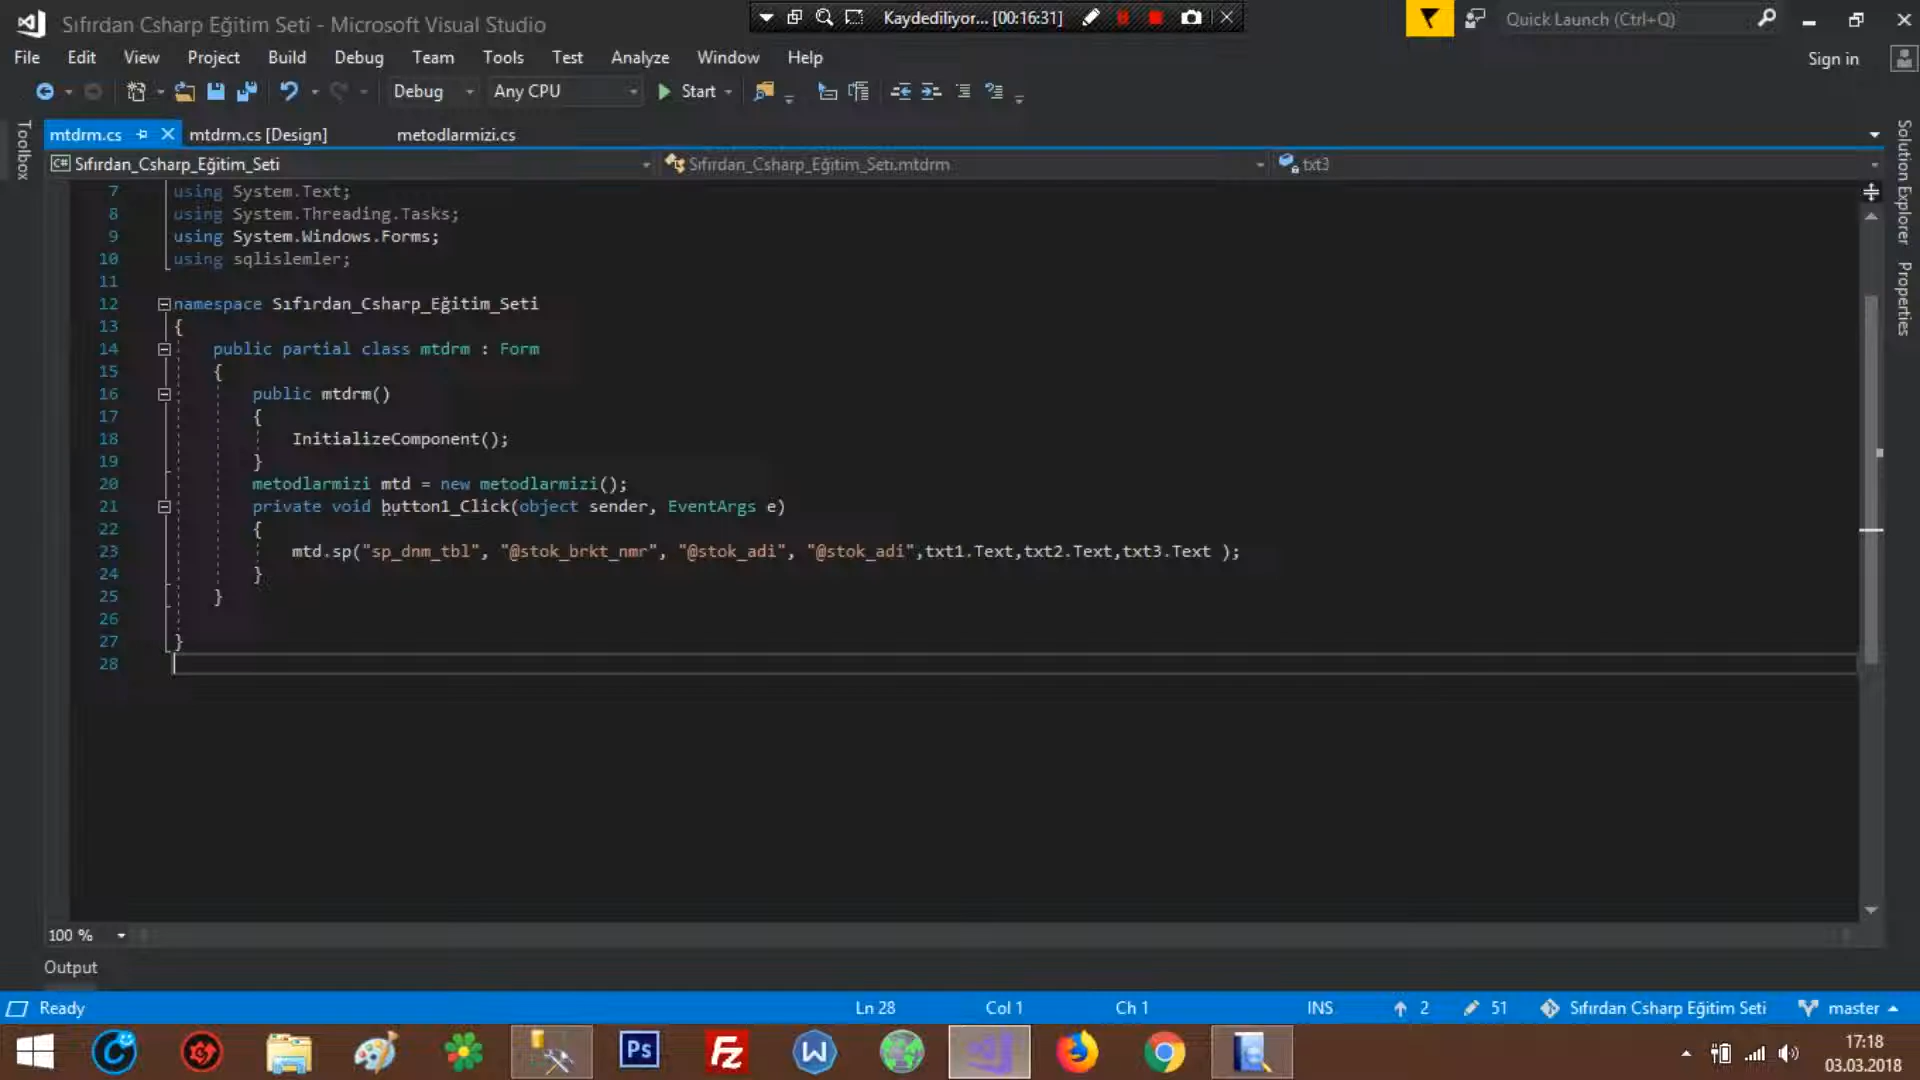 Sıfırdan Csharp Eğitim Seti - Microsoft Visual Studio
Kaydediliyor... [00:16:31]
Quick Launch (Ctrl+Q)
File Edit View Project Build Debug Team Tools Test Analyze Window Help
Sign in
Debug Any CPU Start
mtdrm.cs mtdrm.cs [Design] metodlarmizi.cs
Sıfırdan_Csharp_Eğitim_Seti Sıfırdan_Csharp_Eğitim_Seti.mtdrm txt3
Toolbox
Solution Explorer
Properties
7 using System.Text;
8 using System.Threading.Tasks;
9 using System.Windows.Forms;
10 using sqlislemler;
11
12 namespace Sıfırdan_Csharp_Eğitim_Seti
13 {
14 public partial class mtdrm : Form
15 {
16 public mtdrm()
17 {
18 InitializeComponent();
19 }
20 metodlarmizi mtd = new metodlarmizi();
21 private void button1_Click(object sender, EventArgs e)
22 {
23 mtd.sp("sp_dnm_tbl", "@stok_brkt_nmr", "@stok_adi", "@stok_adi",txt1.Text,txt2.Text,txt3.Text );
24 }
25 }
26
27 }
28
100 %
Output
Ready Ln 28 Col 1 Ch 1 INS 2 51 Sıfırdan Csharp Eğitim Seti master
Ps Fz W
17:18
03.03.2018